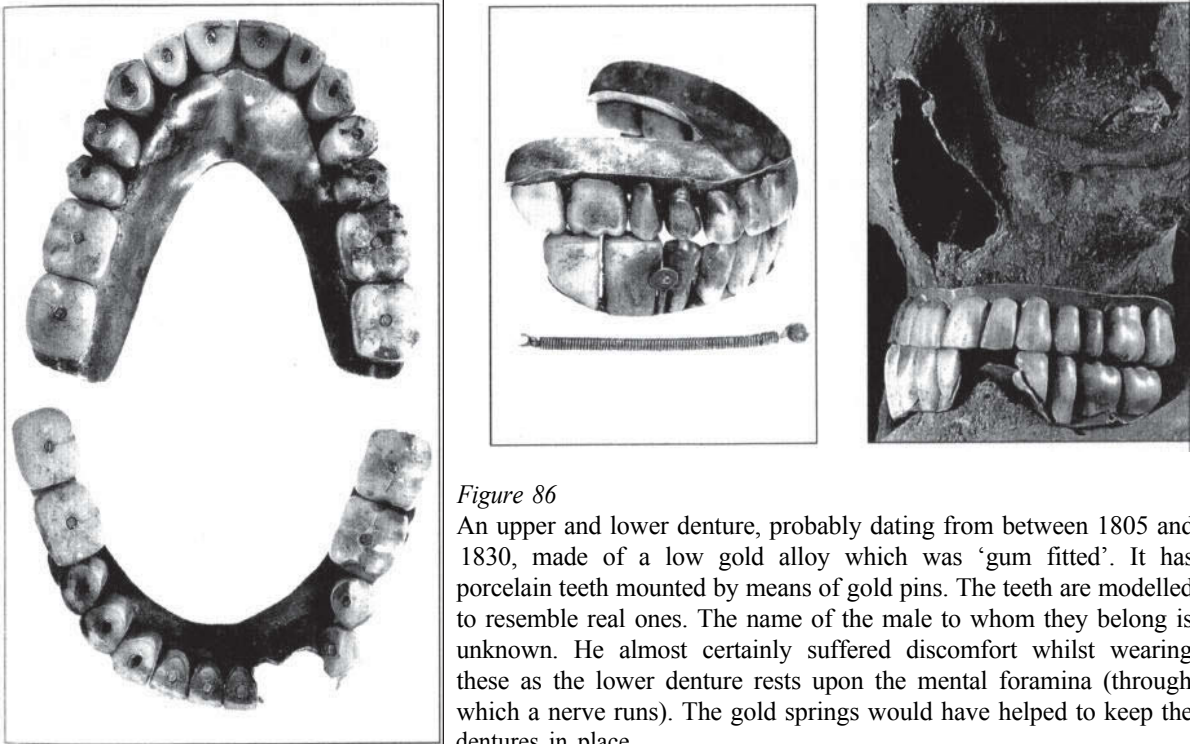 Figure 86
An upper and lower denture, probably dating from between 1805 and
1830, made of a low gold alloy which was ‘gum fitted’. It has
porcelain teeth mounted by means of gold pins. The teeth are modelled
to resemble real ones. The name of the male to whom they belong is
unknown. He almost certainly suffered discomfort whilst wearing
these as the lower denture rests upon the mental foramina (through
which a nerve runs). The gold springs would have helped to keep the
dentures in place